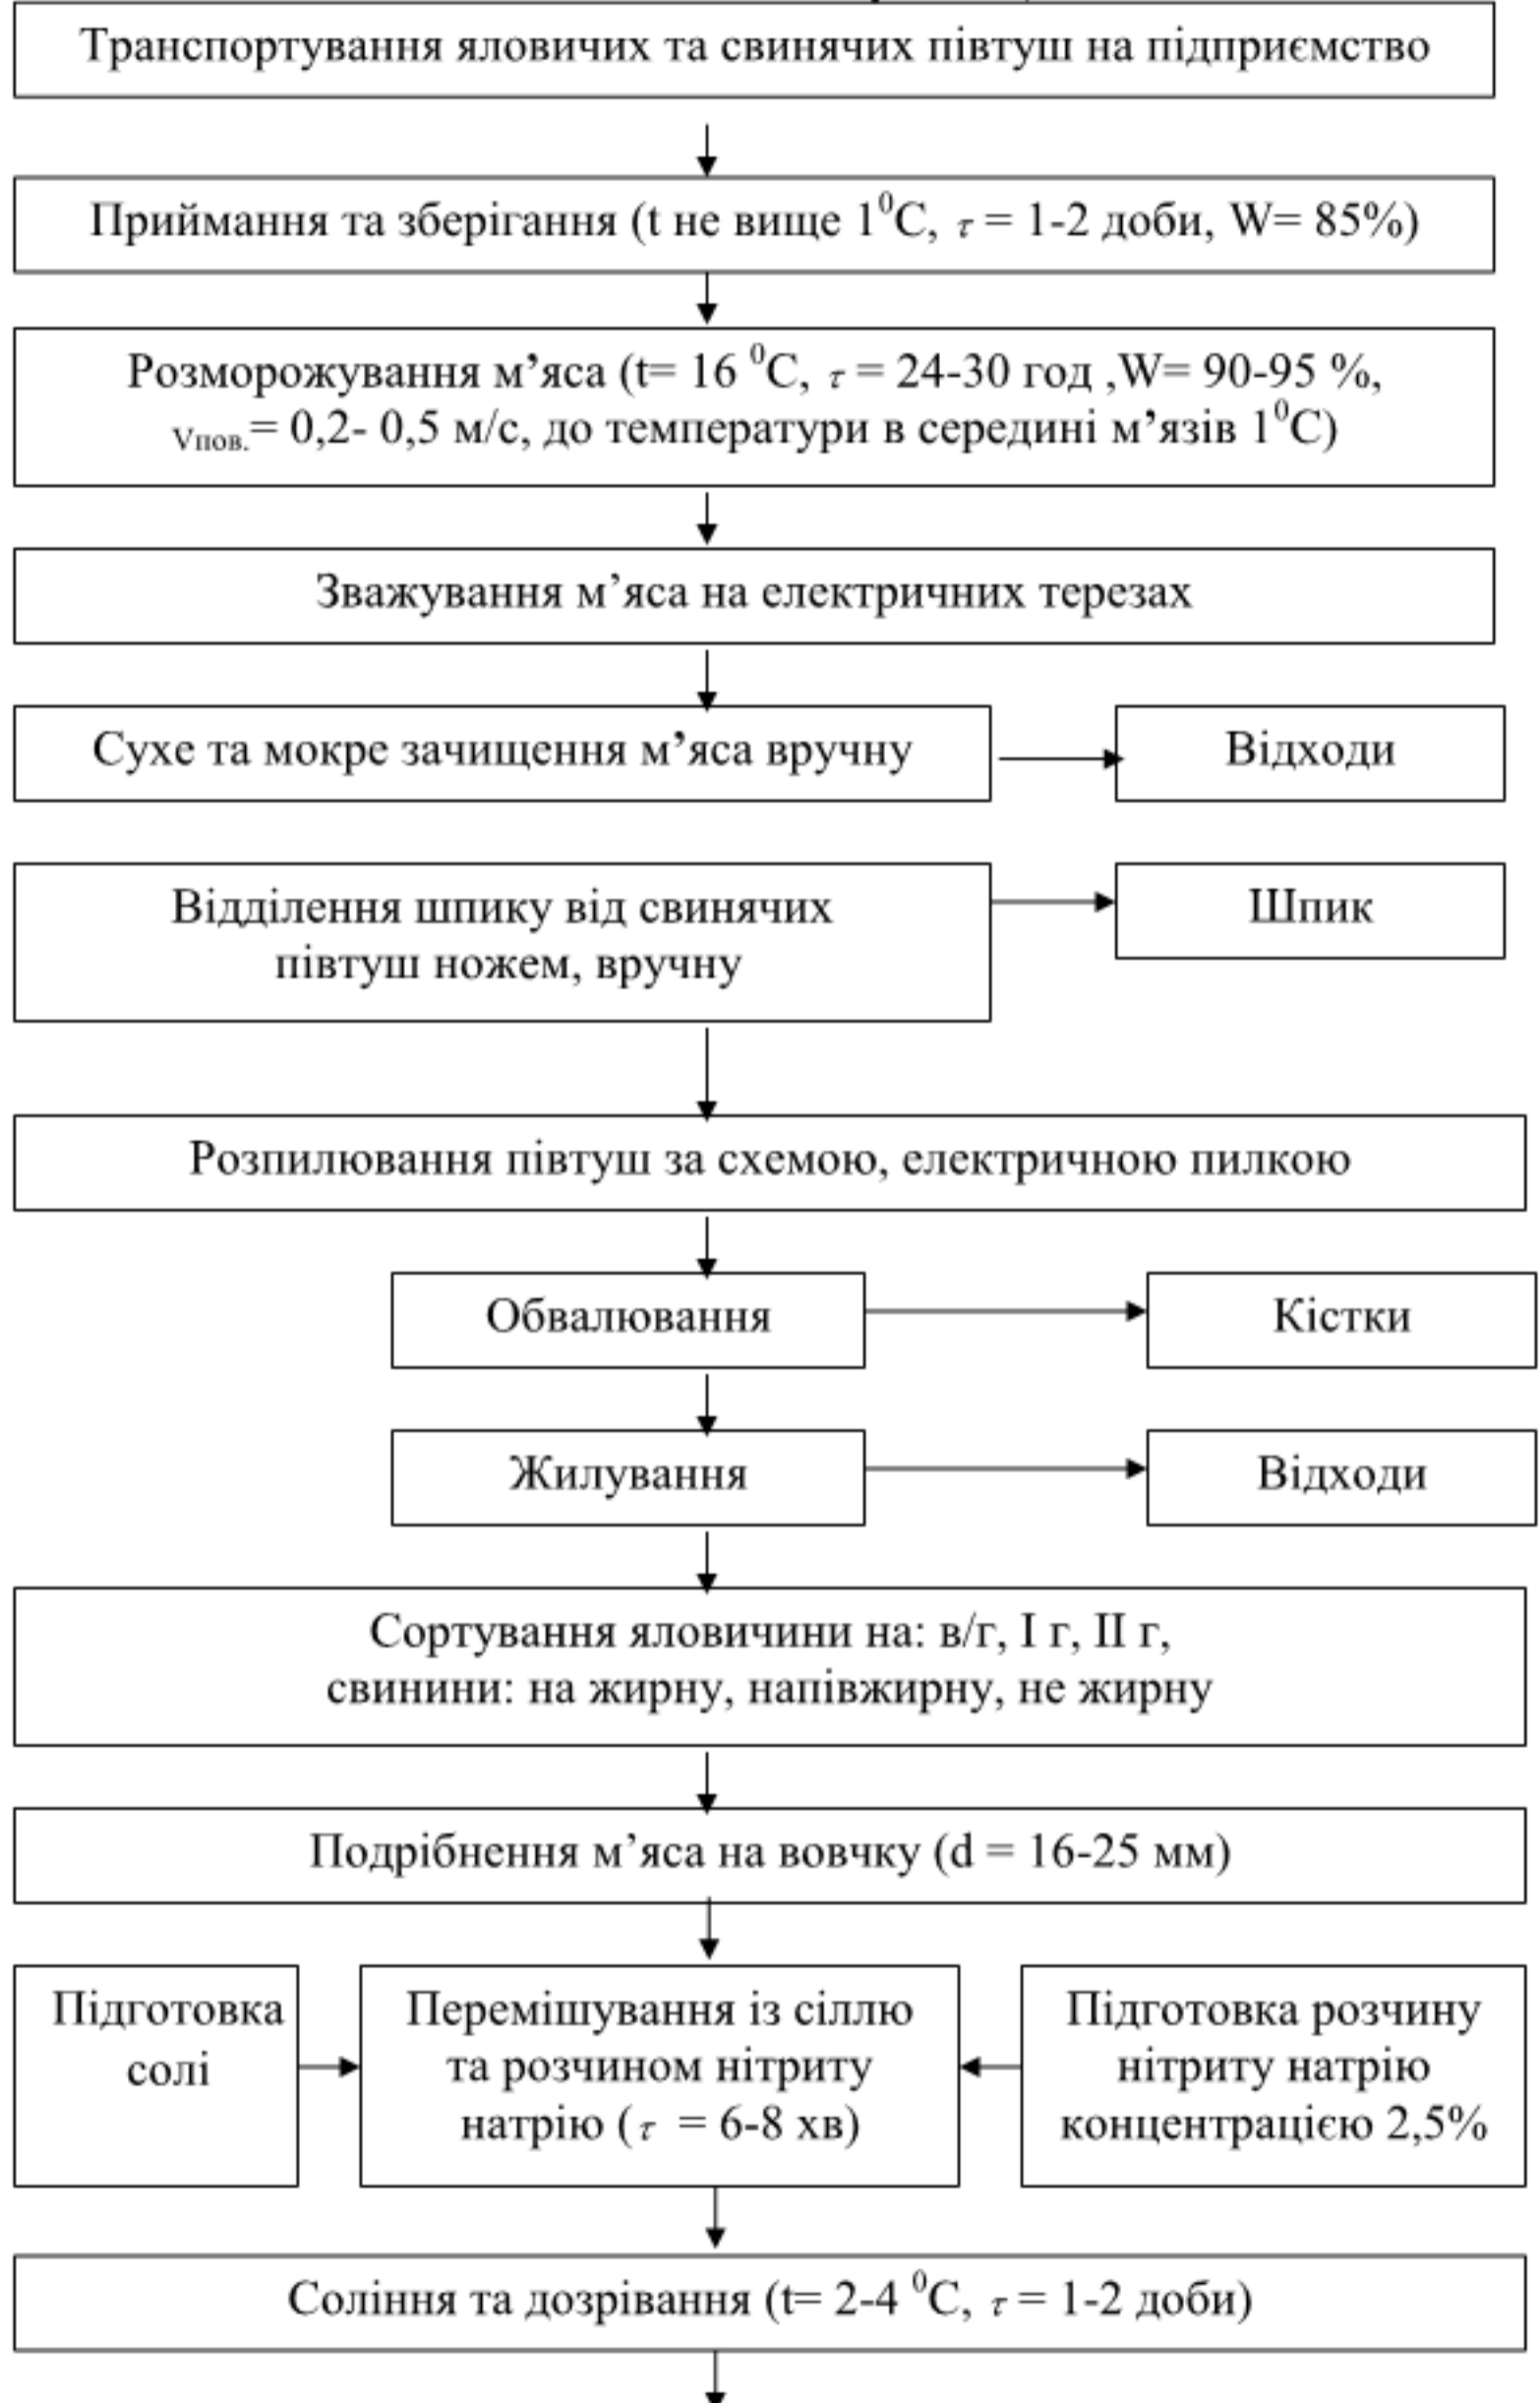 Транспортування яловичих та свинячих півтуш на підприємство
Приймання та зберігання (t не вище 1⁰С, τ = 1-2 доби, W= 85%)
Розморожування м’яса (t= 16 ⁰С, τ = 24-30 год ,W= 90-95 %,
vпов.= 0,2- 0,5 м/с, до температури в середині м’язів 1⁰С)
Зважування м’яса на електричних терезах
Сухе та мокре зачищення м’яса вручну
Відходи
Відділення шпику від свинячих
півтуш ножем, вручну
Шпик
Розпилювання півтуш за схемою, електричною пилкою
Обвалювання
Кістки
Жилування
Відходи
Сортування яловичини на: в/г, I г, II г,
свинини: на жирну, напівжирну, не жирну
Подрібнення м’яса на вовчку (d = 16-25 мм)
Підготовка
солі
Перемішування із сіллю
та розчином нітриту
натрію (τ = 6-8 хв)
Підготовка розчину
нітриту натрію
концентрацією 2,5%
Соління та дозрівання (t= 2-4 ⁰С, τ = 1-2 доби)